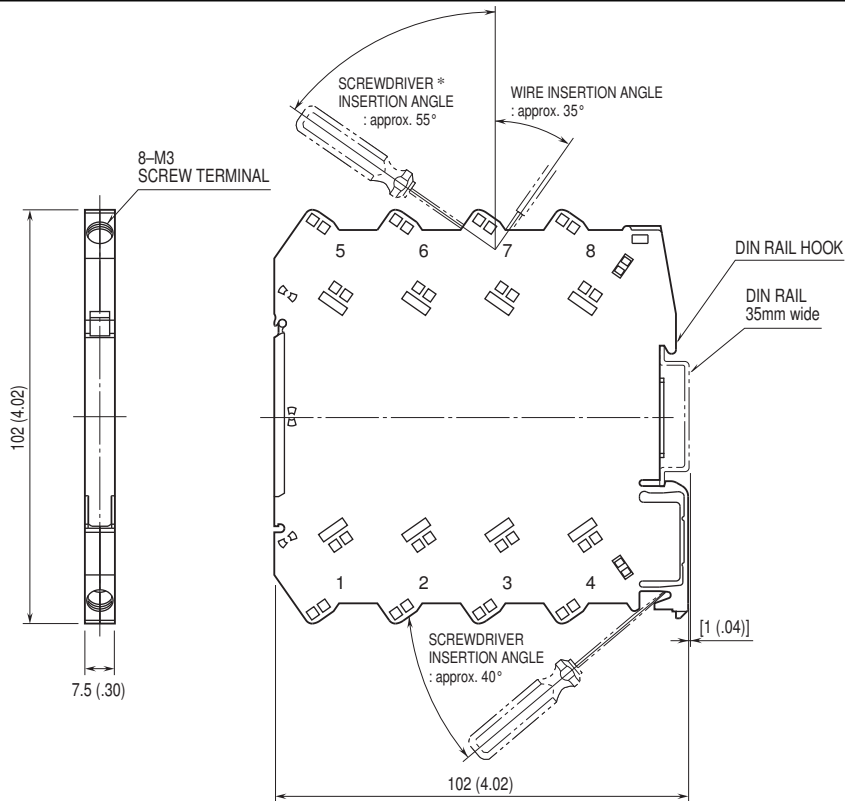 SCREWDRIVER *
INSERTION ANGLE
: approx. 55°
WIRE INSERTION ANGLE
: approx. 35°
8–M3
SCREW TERMINAL
5
6
7
8
DIN RAIL HOOK
DIN RAIL
35mm wide
102 (4.02)
1
2
3
4
[1 (.04)]
SCREWDRIVER
INSERTION ANGLE
: approx. 40°
7.5 (.30)
102 (4.02)